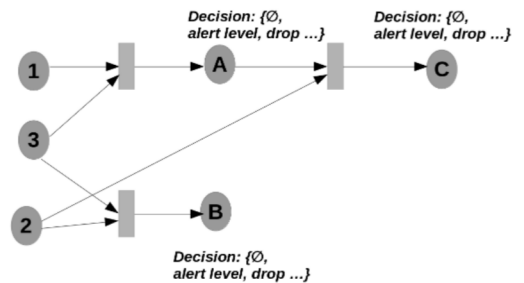 Decision: {∅,
alert level, drop ...}
Decision: {∅,
alert level, drop ...}
1
A
C
3
2
B
Decision: {∅,
alert level, drop ...}